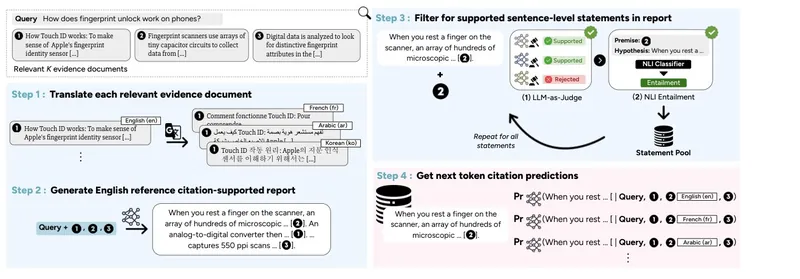 Query How does fingerprint unlock work on phones?
1 How Touch ID works: To make
sense of Apple's fingerprint
identity sensor [...]
2 Fingerprint scanners use arrays of
tiny capacitor circuits to collect
data from [...]
3 Digital data is analyzed to look
for distinctive fingerprint
attributes in the [...]
Relevant K evidence documents
Step 1: Translate each relevant evidence document
English (en)
1 How Touch ID works: To make sense of
Apple's fingerprint identity sensor [...]
French (fr)
1 Comment fonctionne Touch ID: Pour
comprendre
Arabic (ar)
1
Korean (ko)
1 Touch ID 작동 원리: Apple의 지문 인식
센서를 이해하기 위해서는 [...]
Step 2: Generate English reference citation-supported report
Query + 1, 2, 3
When you rest a finger on the scanner, an
array of hundreds of microscopic ... [2]. An
analog-to-digital converter then ... [1]. ...
captures 550 ppi scans ... [3].
Step 3: Filter for supported sentence-level statements in report
When you rest a finger on the
scanner, an array of hundreds of
microscopic ... [2].
+
2
Supported
Supported
Rejected
(1) LLM-as-Judge
Premise: 2
Hypothesis: When you rest a ...
NLI Classifier
Entailment
(2) NLI Entailment
Repeat for all
statements
Statement Pool
Step 4: Get next token citation predictions
When you rest a finger on the
scanner, an array of hundreds of
microscopic ... [2].
Pr (When you rest ... [ | Query, 1, 2 English (en), 3)
Pr (When you rest ... [ | Query, 1, 2 French (fr), 3)
Pr (When you rest ... [ | Query, 1, 2 Arabic (ar), 3)